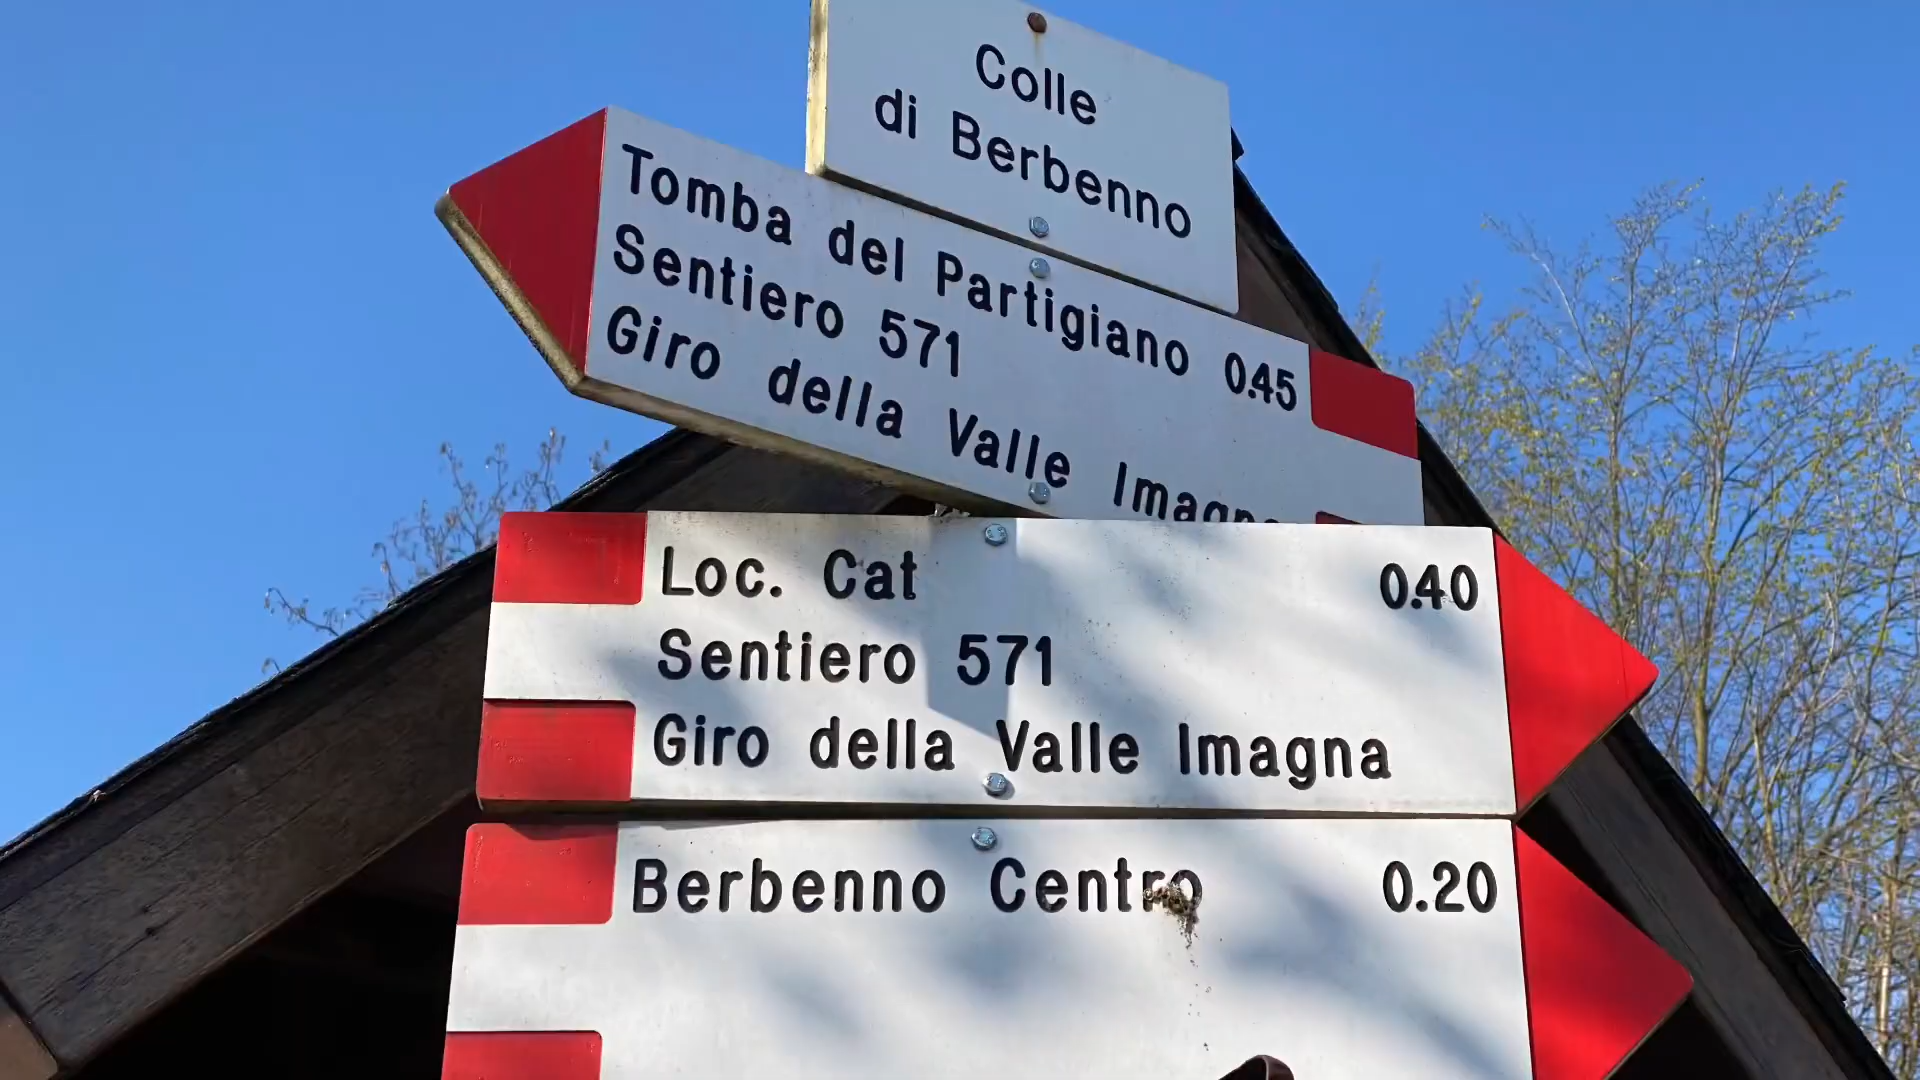 Colle
di Berbenno
Tomba del Partigiano 0.45
Sentiero 571
Giro della Valle Imagna
Loc. Cat 0.40
Sentiero 571
Giro della Valle Imagna
Berbenno Centro 0.20